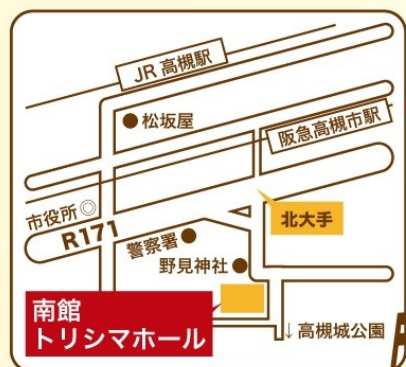 JR 高槻駅
松坂屋
阪急高槻市駅
市役所
R171
北大手
警察署
野見神社
南館
トリシマホール
↓高槻城公園